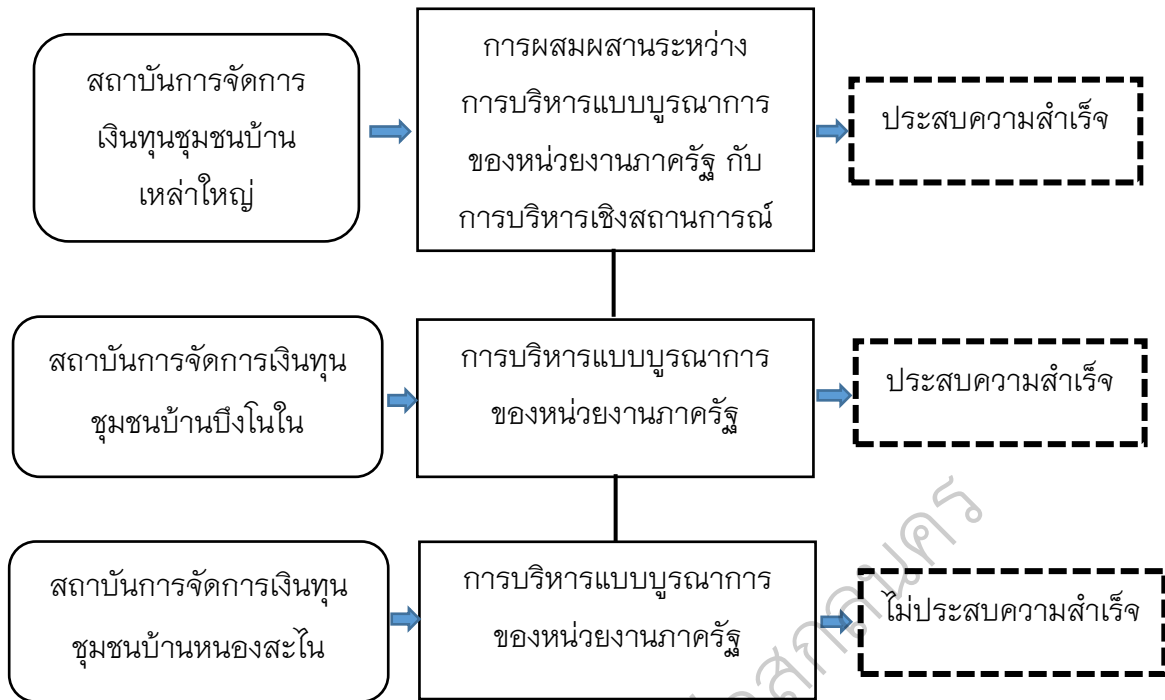 สถาบันการจัดการ
เงินทุนชุมชนบ้าน
เหล่าใหญ่
การผสมผสานระหว่าง
การบริหารแบบบูรณาการ
ของหน่วยงานภาครัฐ กับ
การบริหารเชิงสถานการณ์
ประสบความสำเร็จ
สถาบันการจัดการเงินทุน
ชุมชนบ้านบึงโนใน
การบริหารแบบบูรณาการ
ของหน่วยงานภาครัฐ
ประสบความสำเร็จ
สถาบันการจัดการเงินทุน
ชุมชนบ้านหนองสะไน
การบริหารแบบบูรณาการ
ของหน่วยงานภาครัฐ
ไม่ประสบความสำเร็จ
สกลนคร